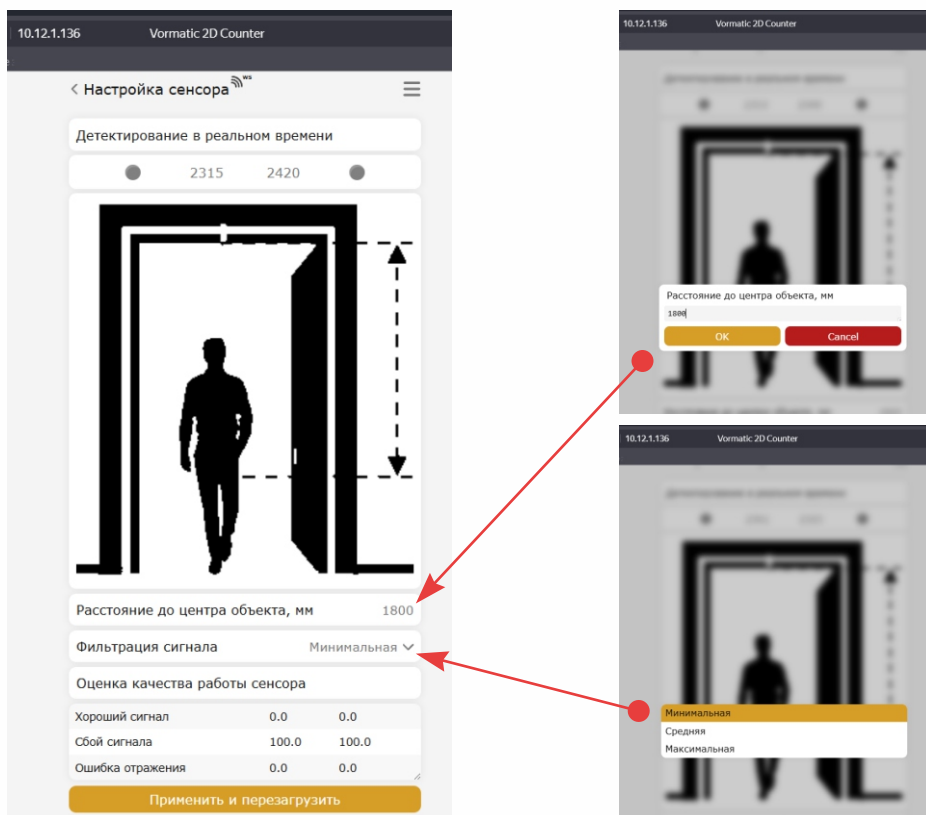 10.12.1.136 Vormatic 2D Counter
Настройка сенсора ws
Детектирование в реальном времени
2315 2420
Расстояние до центра объекта, мм 1800
Фильтрация сигнала Минимальная
Оценка качества работы сенсора
Хороший сигнал 0.0 0.0
Сбой сигнала 100.0 100.0
Ошибка отражения 0.0 0.0
Применить и перезагрузить
10.12.1.136 Vormatic 2D Counter
Расстояние до центра объекта, мм
1800
OK Cancel
10.12.1.136 Vormatic 2D Counter
Минимальная
Средняя
Максимальная